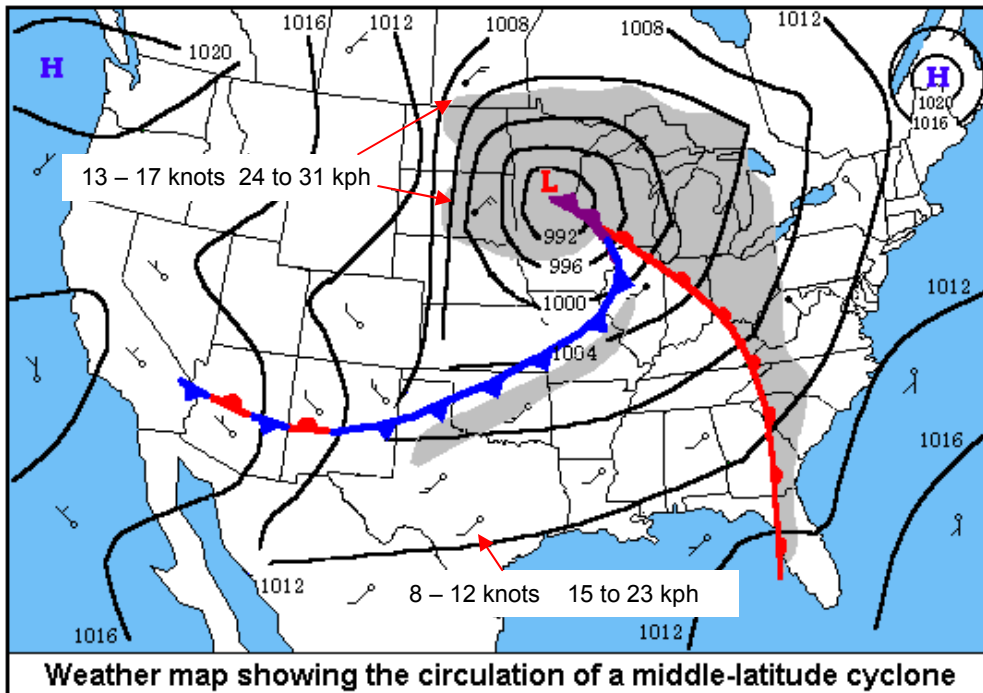 1016
1012
1008
1008
1012
1020
H
H
1020
1016
13 – 17 knots 24 to 31 kph
L
992
996
1000
1004
1012
1016
1012
8 – 12 knots 15 to 23 kph
1016
1012
Weather map showing the circulation of a middle-latitude cyclone